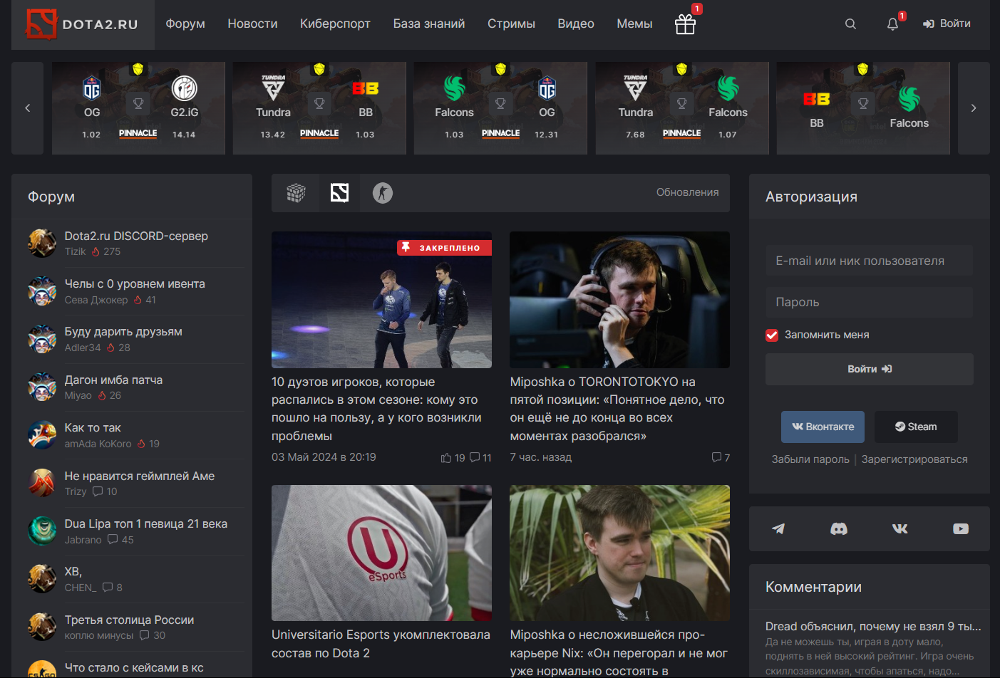 DOTA2.RU
Форум
Новости
Киберспорт
База знаний
Стримы
Видео
Мемы
1
1
Войти
OG
G2.iG
1.02
PINNACLE
14.14
TUNDRA
Tundra
BB
BB
13.42
PINNACLE
1.03
Falcons
OG
OG
1.03
PINNACLE
12.31
TUNDRA
Tundra
Falcons
7.68
PINNACLE
1.07
BB
BB
Falcons
Форум
Dota2.ru DISCORD-сервер
Tizik 275
Челы с 0 уровнем ивента
Сева Джокер 41
Буду дарить друзьям
Adler34 28
Дагон имба патча
Miyao 26
Как то так
amAda KoKoro 19
Не нравится геймплей Аме
Trizy 10
Dua Lipa топ 1 певица 21 века
Jabrano 45
ХВ,
CHEN_ 8
Третья столица России
коплю минусы 30
Что стало с кейсами в кс
CS:GO
Обновления
ЗАКРЕПЛЕНО
10 дуэтов игроков, которые
распались в этом сезоне: кому это
пошло на пользу, а у кого возникли
проблемы
03 Май 2024 в 20:19 19 11
Miposhka о TORONTOTOKYO на
пятой позиции: «Понятное дело, что
он ещё не до конца во всех
моментах разобрался»
7 час. назад 7
U
eSports
Universitario Esports укомплектовала
состав по Dota 2
Miposhka о несложившейся про-
карьере Nix: «Он перегорал и не мог
уже нормально состоять в
Авторизация
E-mail или ник пользователя
Пароль
Запомнить меня
Войти
Вконтакте
Steam
Забыли пароль | Зарегистрироваться
Комментарии
Dread объяснил, почему не взял 9 ты...
Да не можешь ты, играя в доту мало,
поднять в ней высокий рейтинг. Игра очень
скиллозависимая, чтобы апаться, надо...